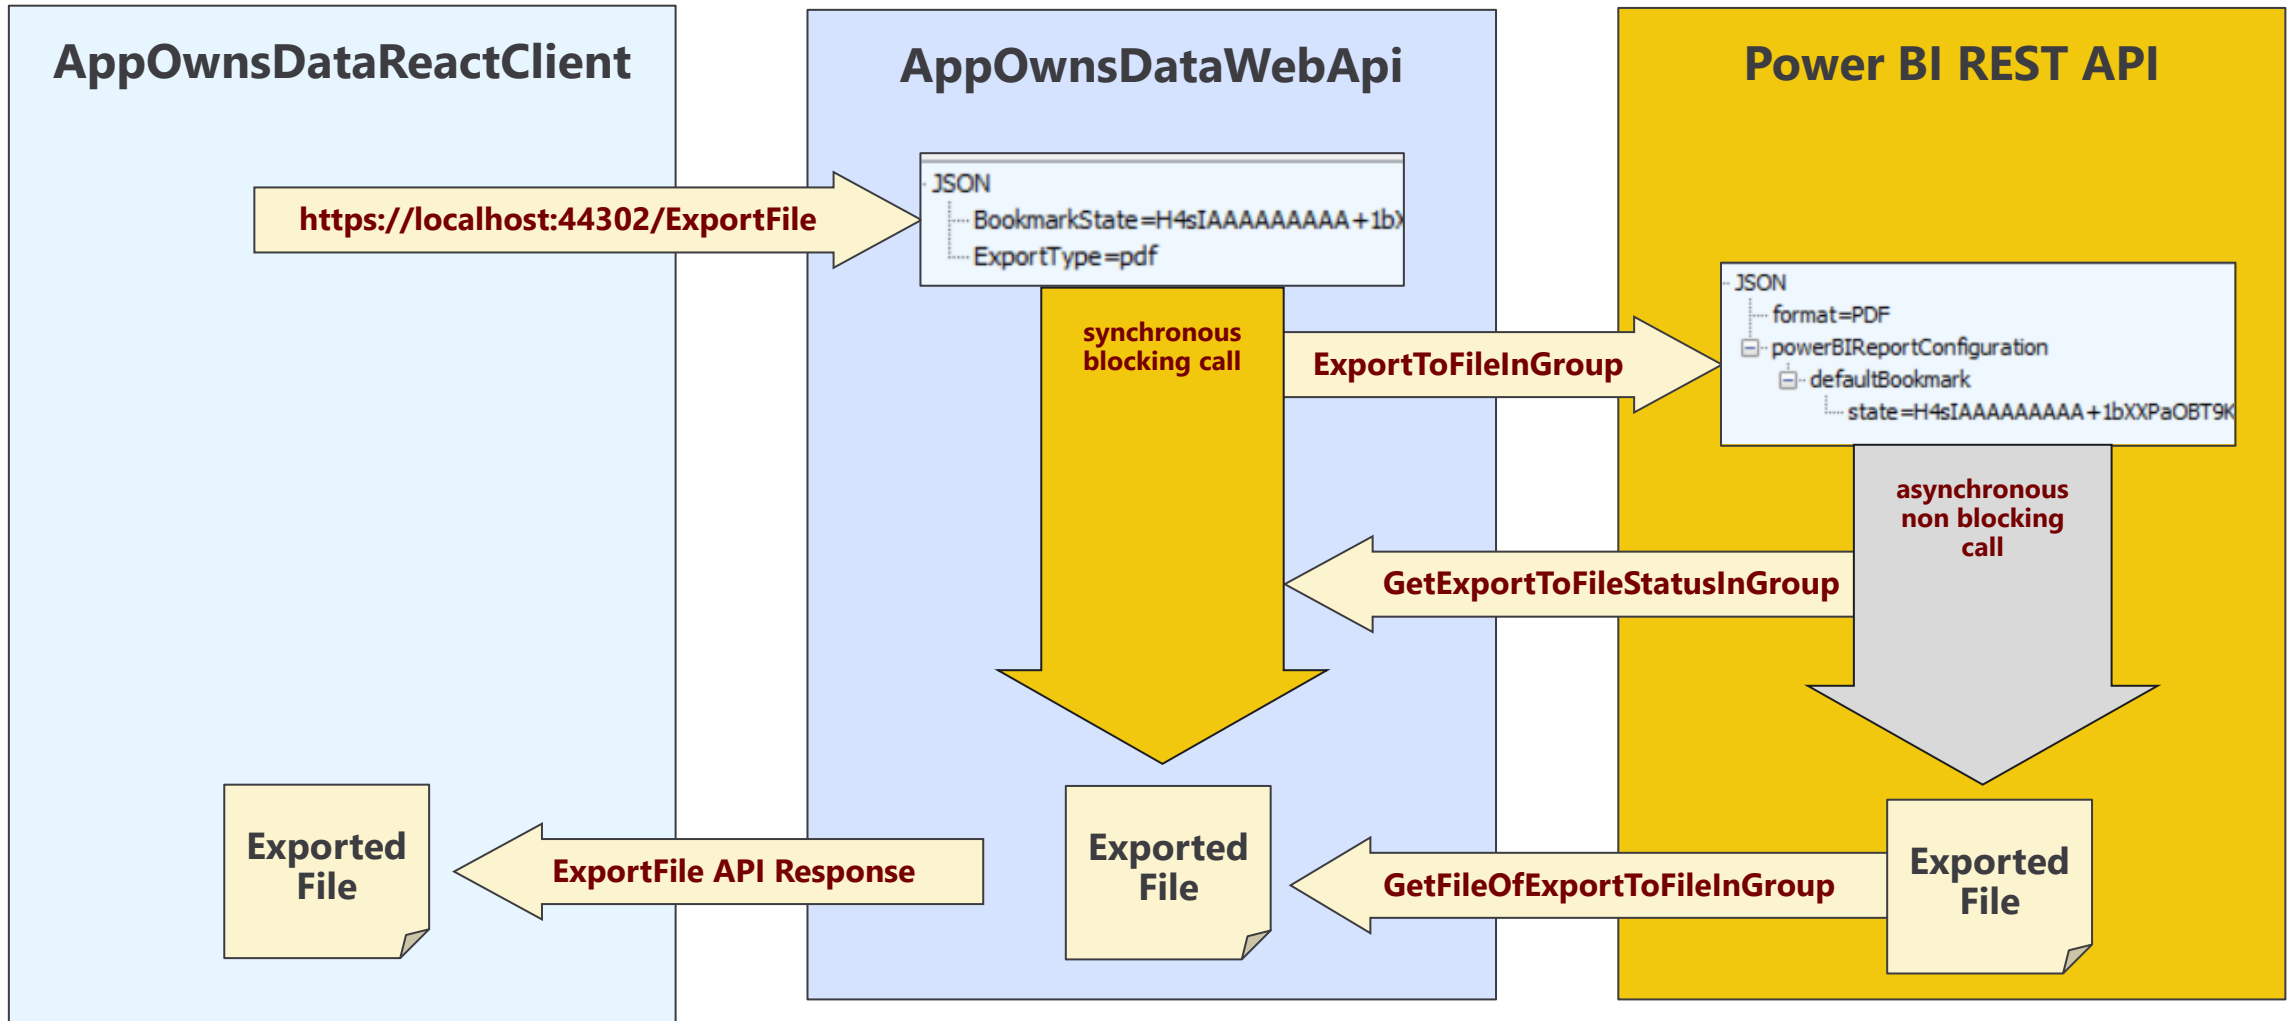 AppOwnsDataReactClient
AppOwnsDataWebApi
Power BI REST API
https://localhost:44302/ExportFile
JSON
BookmarkState=H4sIAAAAAAAAA+1bX
ExportType=pdf
synchronous
blocking call
ExportToFileInGroup
JSON
format=PDF
powerBIReportConfiguration
defaultBookmark
state=H4sIAAAAAAAAA+1bXXPaOBT9K
asynchronous
non blocking
call
GetExportToFileStatusInGroup
Exported
File
ExportFile API Response
Exported
File
GetFileOfExportToFileInGroup
Exported
File